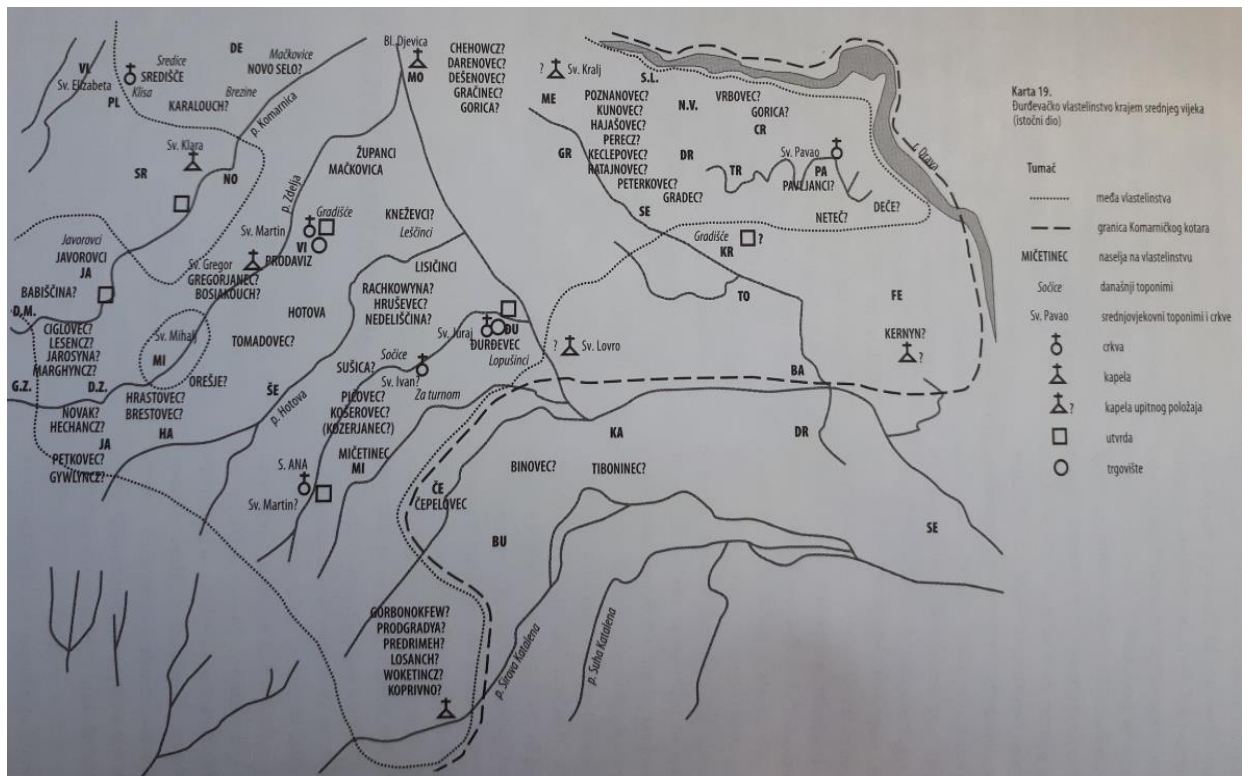 VI
Sv. Elizabeta
PL
SREDIŠČE
Klisa
Sredice
DE
Mačkovice
NOVO SELO?
Brezine
KARALOUCH?
p. Komarnica
Bl. Djevica
MO
CHEHOWCZ?
DARENOVEC?
DEŠENOVEC?
GRAČINEC?
GORICA?
? Sv. Kralj
ME
S.L.
POZNANOVEC?
KUNOVEC?
HAJAŠOVEC?
PERECZ?
KECLEPOVEC?
RATAJNOVEC?
PETERKOVEC?
GRADEC?
N.V.
VRBOVEC?
GORICA?
CR
GR
DR
TR
Sv. Pavao
PA
PAVLJANCI?
DEČE?
NETEČ?
SE
r. Drava
Sv. Klara
SR
NO
ŽUPANCI
MAČKOVICA
p. Zdelja
Sv. Martin
Gradišće
VI
PRODAVIZ
KNEŽEVCI?
Leščinci
Gradišće
?
KR
Javorovci
JAVOROVCI
JA
BABIŠČINA?
D.M.
Sv. Gregor
GREGORJANEC?
BOSJAKOUCH?
LISIČINCI
RACHKOWYNA?
HRUŠEVEC?
NEDELIŠČINA?
HOTOVA
CIGLOVEC?
LESENCZ?
JAROSYNA?
MARGHYNCZ?
Sv. Mihalj
MI
TOMADOVEC?
Sv. Juraj
ĐU
ĐURĐEVEC
Lopušinci
TO
FE
KERNYN?
?
? Sv. Lovro
BA
G.Z.
D.Z.
OREŠJE?
ŠE
p. Hotova
SUŠICA?
Sočice
Sv. Ivan?
Za turnom
PIĆOVEC?
KOŠEROVEC?
(KOZERJANEC?)
NOVAK?
HECHANCZ?
HRASTOVEC?
BRESTOVEC?
JA
HA
PETKOVEC?
GYWLYNCZ?
MIČETINEC
MI
S. ANA
Sv. Martin?
ČE
ČEPELOVEC
KA
BINOVEC?
TIBONINEC?
DR
BU
SE
GORBONOKFEW?
PRODGRADYA?
PREDRIMEH?
LOSANCH?
WOKETINCZ?
KOPRIVNO?
p. Sirova Katalena
p. Suha Katalena
Karta 19.
Đurđevačko vlastelinstvo krajem srednjeg vijeka
(istočni dio)
Tumač
međa vlastelinstva
granica Komarničkog kotara
MIČETINEC naselja na vlastelinstvu
Sočice današnji toponimi
Sv. Pavao srednjovjekovni toponimi i crkve
crkva
kapela
? kapela upitnog položaja
utvrda
trgovište